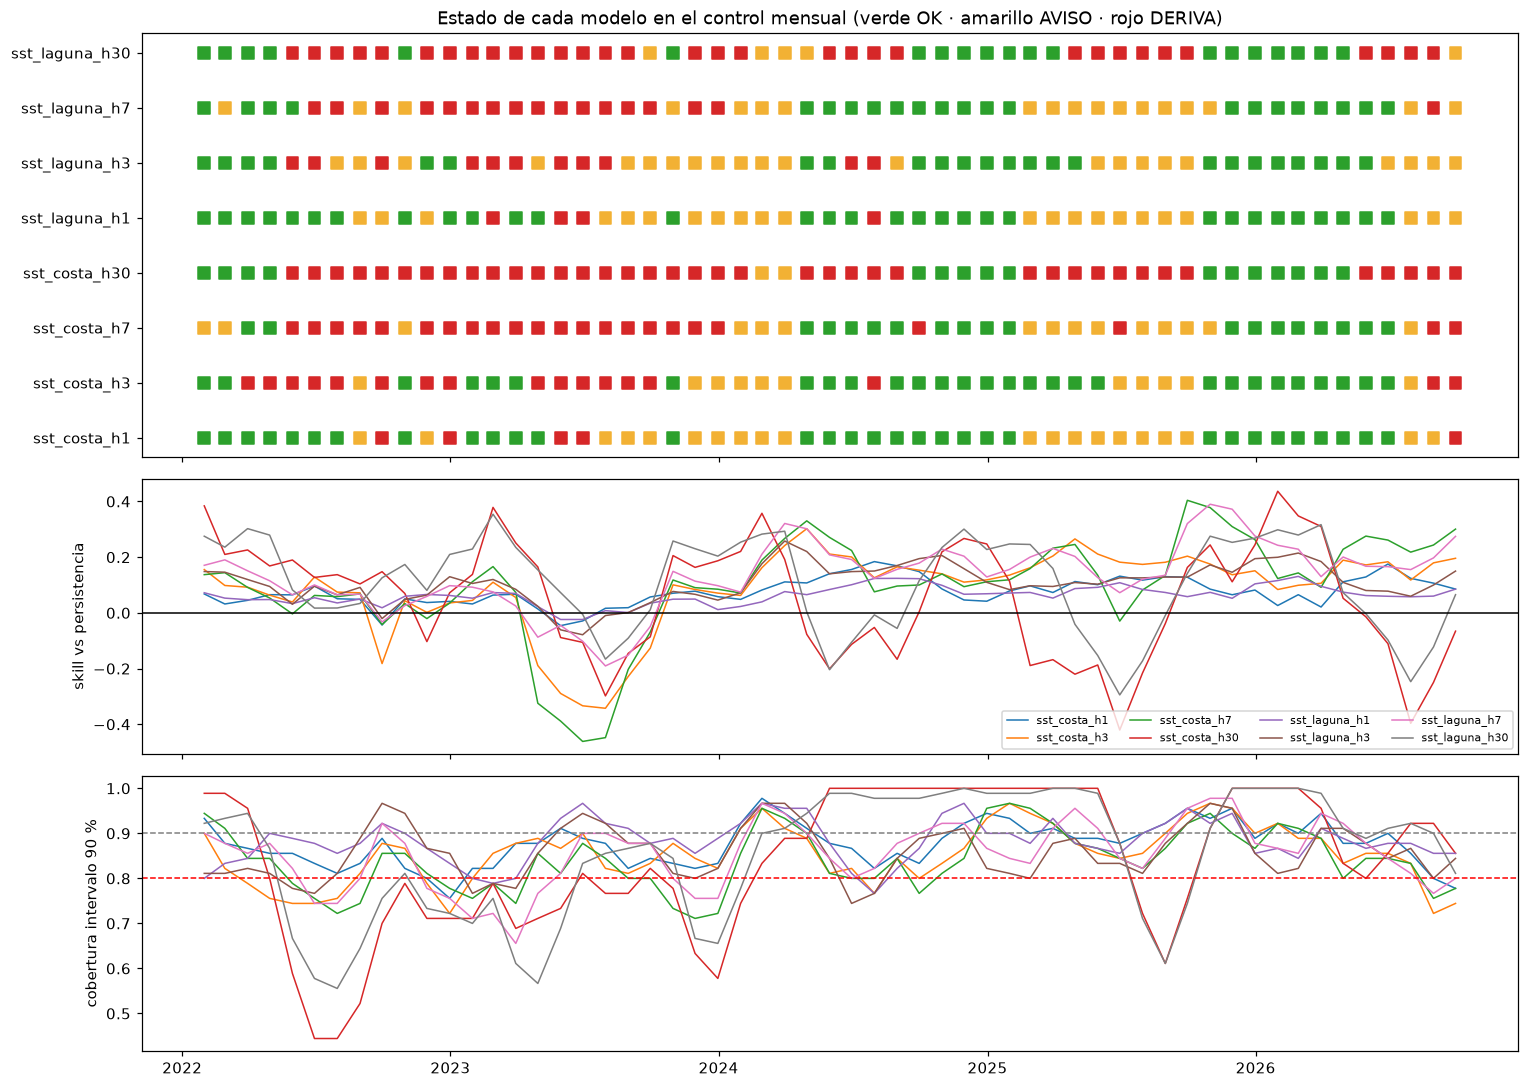 Estado de cada modelo en el control mensual (verde OK · amarillo AVISO · rojo DERIVA)
sst_laguna_h30
sst_laguna_h7
sst_laguna_h3
sst_laguna_h1
sst_costa_h30
sst_costa_h7
sst_costa_h3
sst_costa_h1
skill vs persistencia
0.4
0.2
0.0
−0.2
−0.4
sst_costa_h1 sst_costa_h7 sst_laguna_h1 sst_laguna_h7
sst_costa_h3 sst_costa_h30 sst_laguna_h3 sst_laguna_h30
cobertura intervalo 90 %
1.0
0.9
0.8
0.7
0.6
0.5
2022 2023 2024 2025 2026